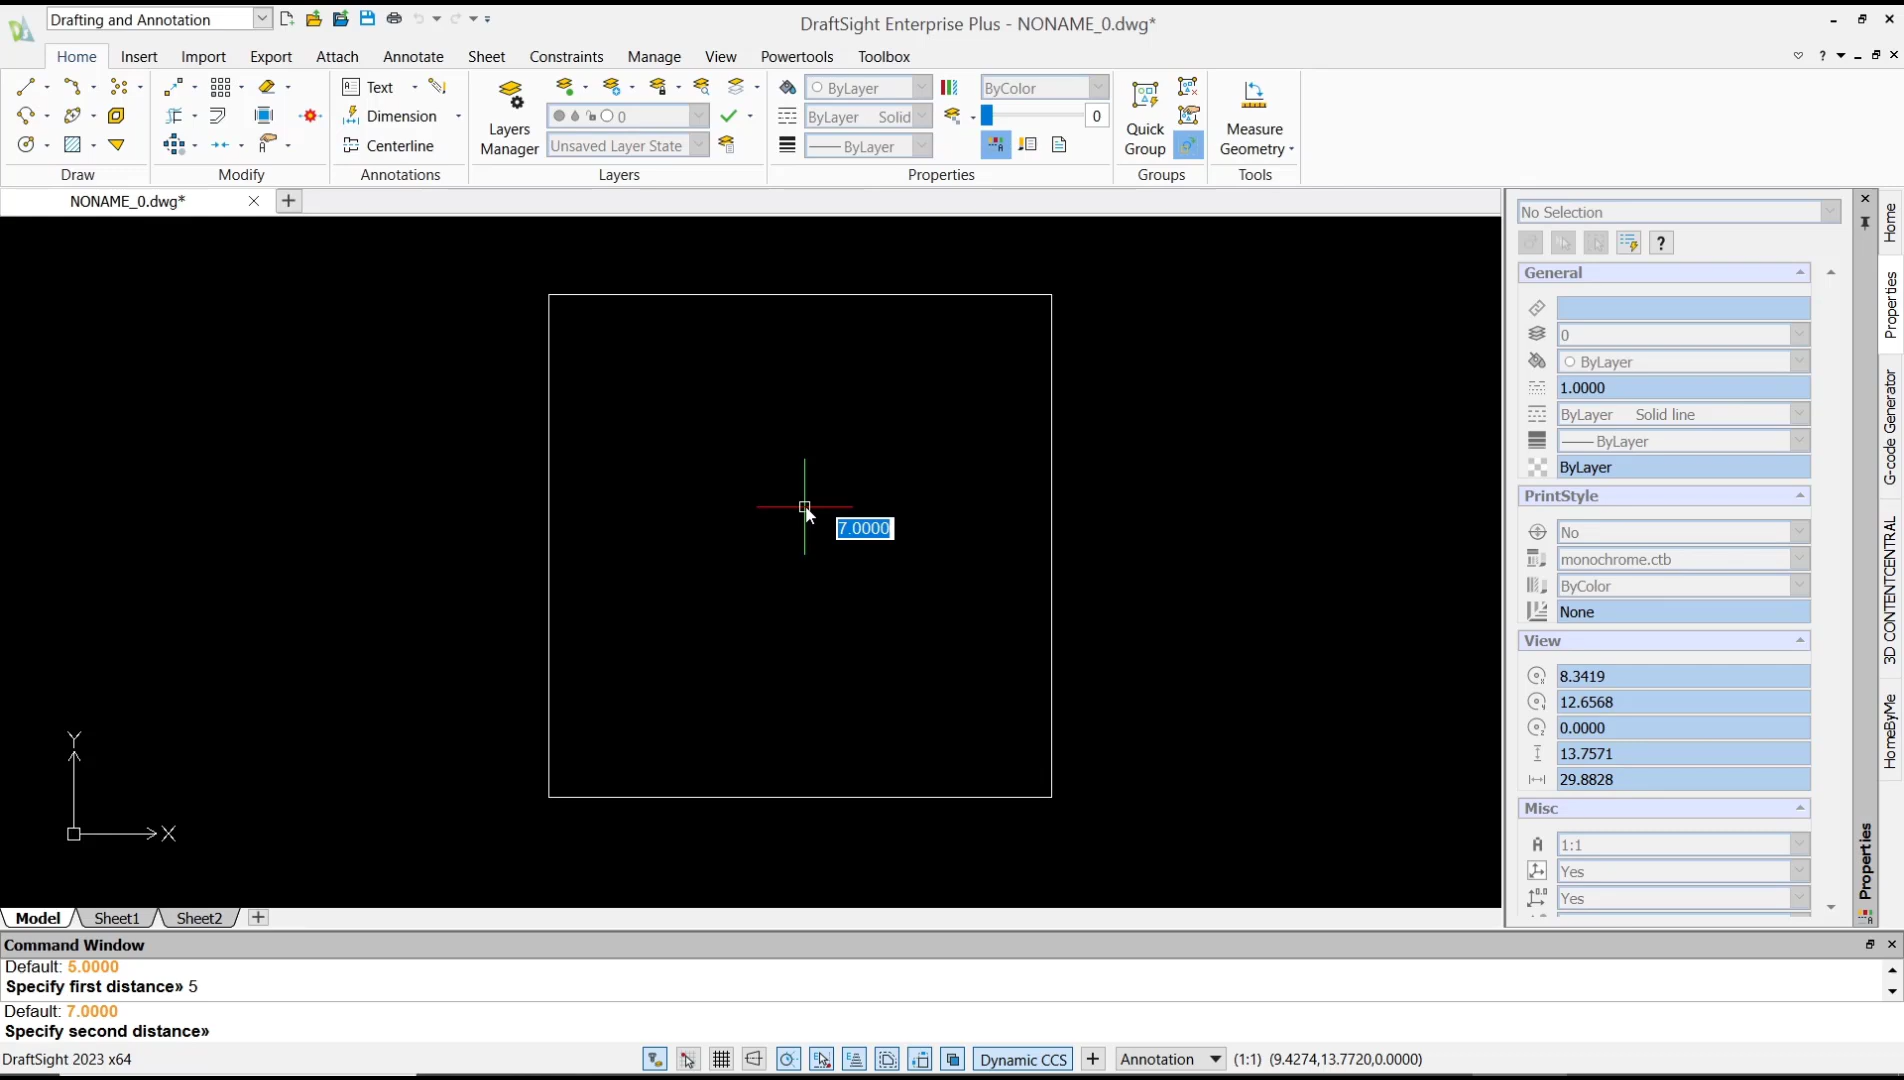 Drafting and Annotation
DraftSight Enterprise Plus - NONAME_0.dwg*
Home Insert Import Export Attach Annotate Sheet Constraints Manage View Powertools Toolbox
?
Text
Dimension
Centerline
Layers
Manager
0
Unsaved Layer State
ByLayer
ByLayer Solid
ByLayer
ByColor
0
Quick
Group
Measure
Geometry
Draw Modify Annotations Layers Properties Groups Tools
NONAME_0.dwg*
7.0000
Y
X
No Selection
?
General
0
ByLayer
1.0000
ByLayer Solid line
ByLayer
ByLayer
PrintStyle
No
monochrome.ctb
ByColor
None
View
8.3419
12.6568
0.0000
13.7571
29.8828
Misc
1:1
Yes
Yes
Properties
Home
Properties
G-code Generator
3D CONTENTCENTRAL
HomeByMe
Model Sheet1 Sheet2
Command Window
Default: 5.0000
Specify first distance» 5
Default: 7.0000
Specify second distance»
DraftSight 2023 x64
Dynamic CCS
Annotation
(1:1) (9.4274,13.7720,0.0000)